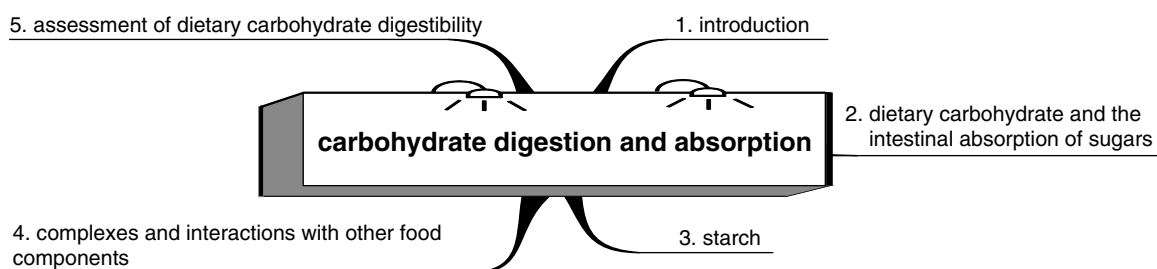 5. assessment of dietary carbohydrate digestibility
1. introduction
2. dietary carbohydrate and the
intestinal absorption of sugars
carbohydrate digestion and absorption
4. complexes and interactions with other food
components
3. starch